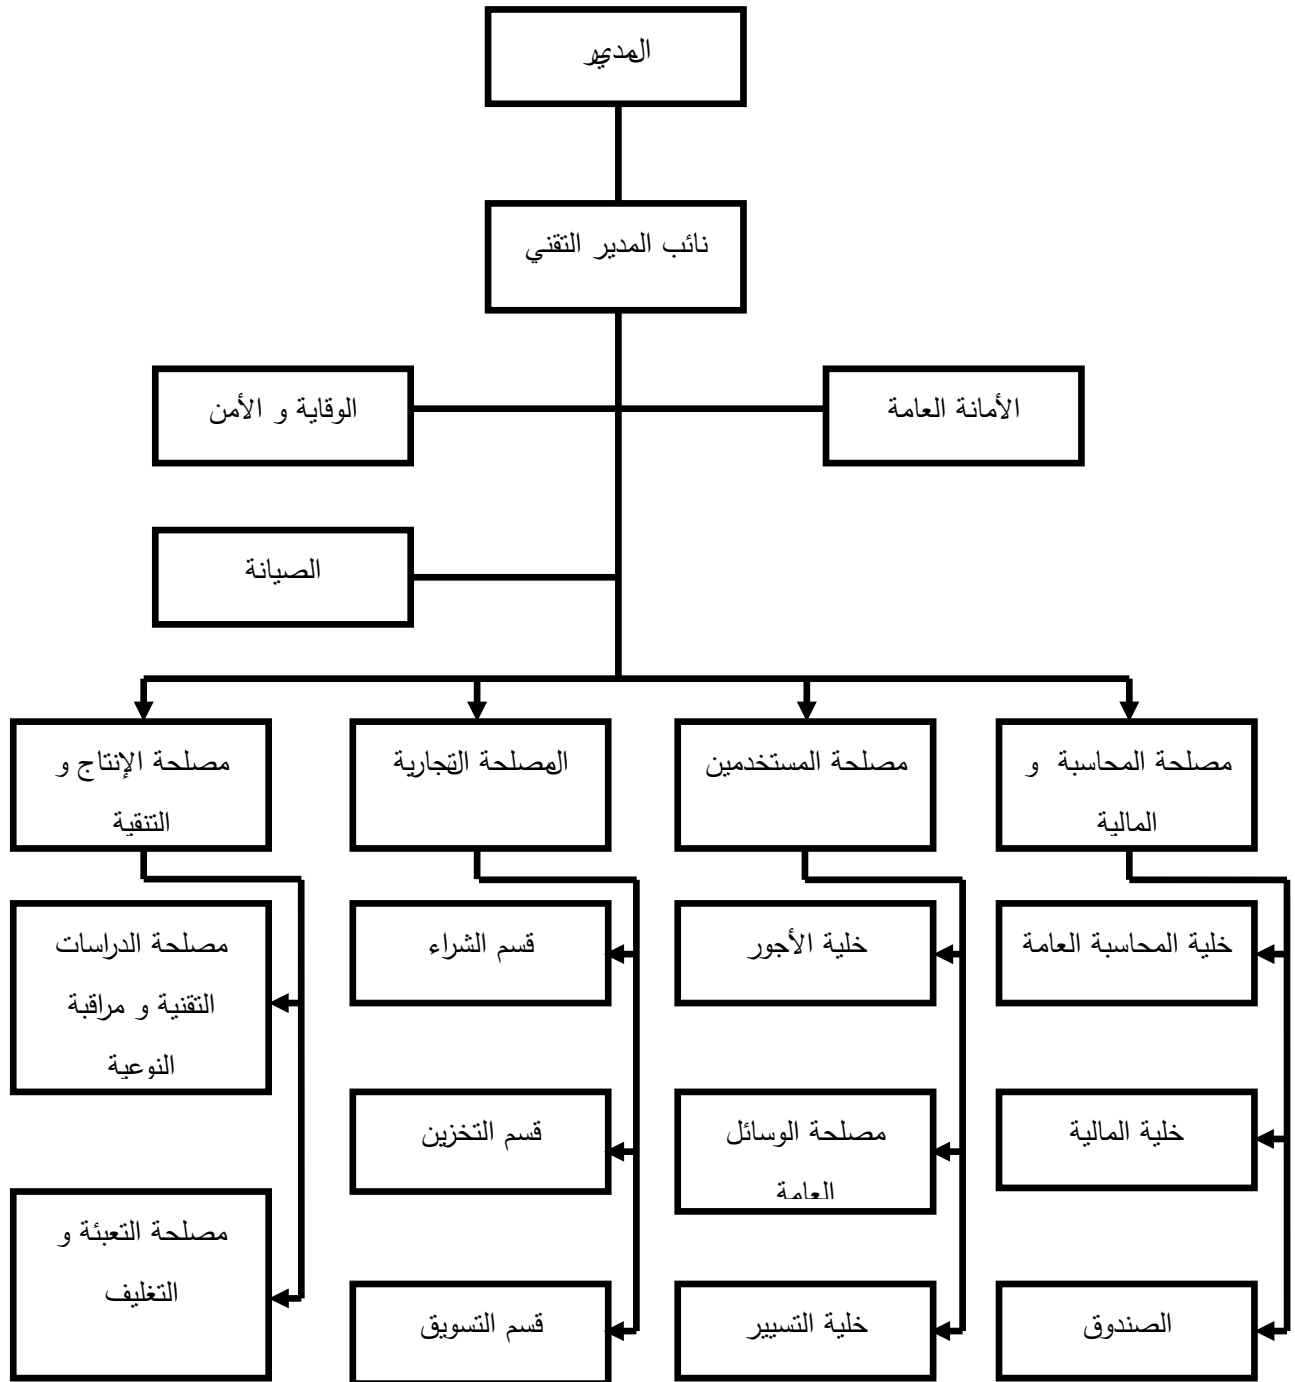 المدير
نائب المدير التقني
الأمانة العامة
الوقاية و الأمن
الصيانة
مصلحة المحاسبة و
المالية
مصلحة المستخدمين
المصلحة التجارية
مصلحة الإنتاج و
التنقية
خلية المحاسبة العامة
خلية الأجور
قسم الشراء
مصلحة الدراسات
التقنية و مراقبة
النوعية
خلية المالية
مصلحة الوسائل
العامة
قسم التخزين
مصلحة التعبئة و
التغليف
الصندوق
خلية التسيير
قسم التسويق